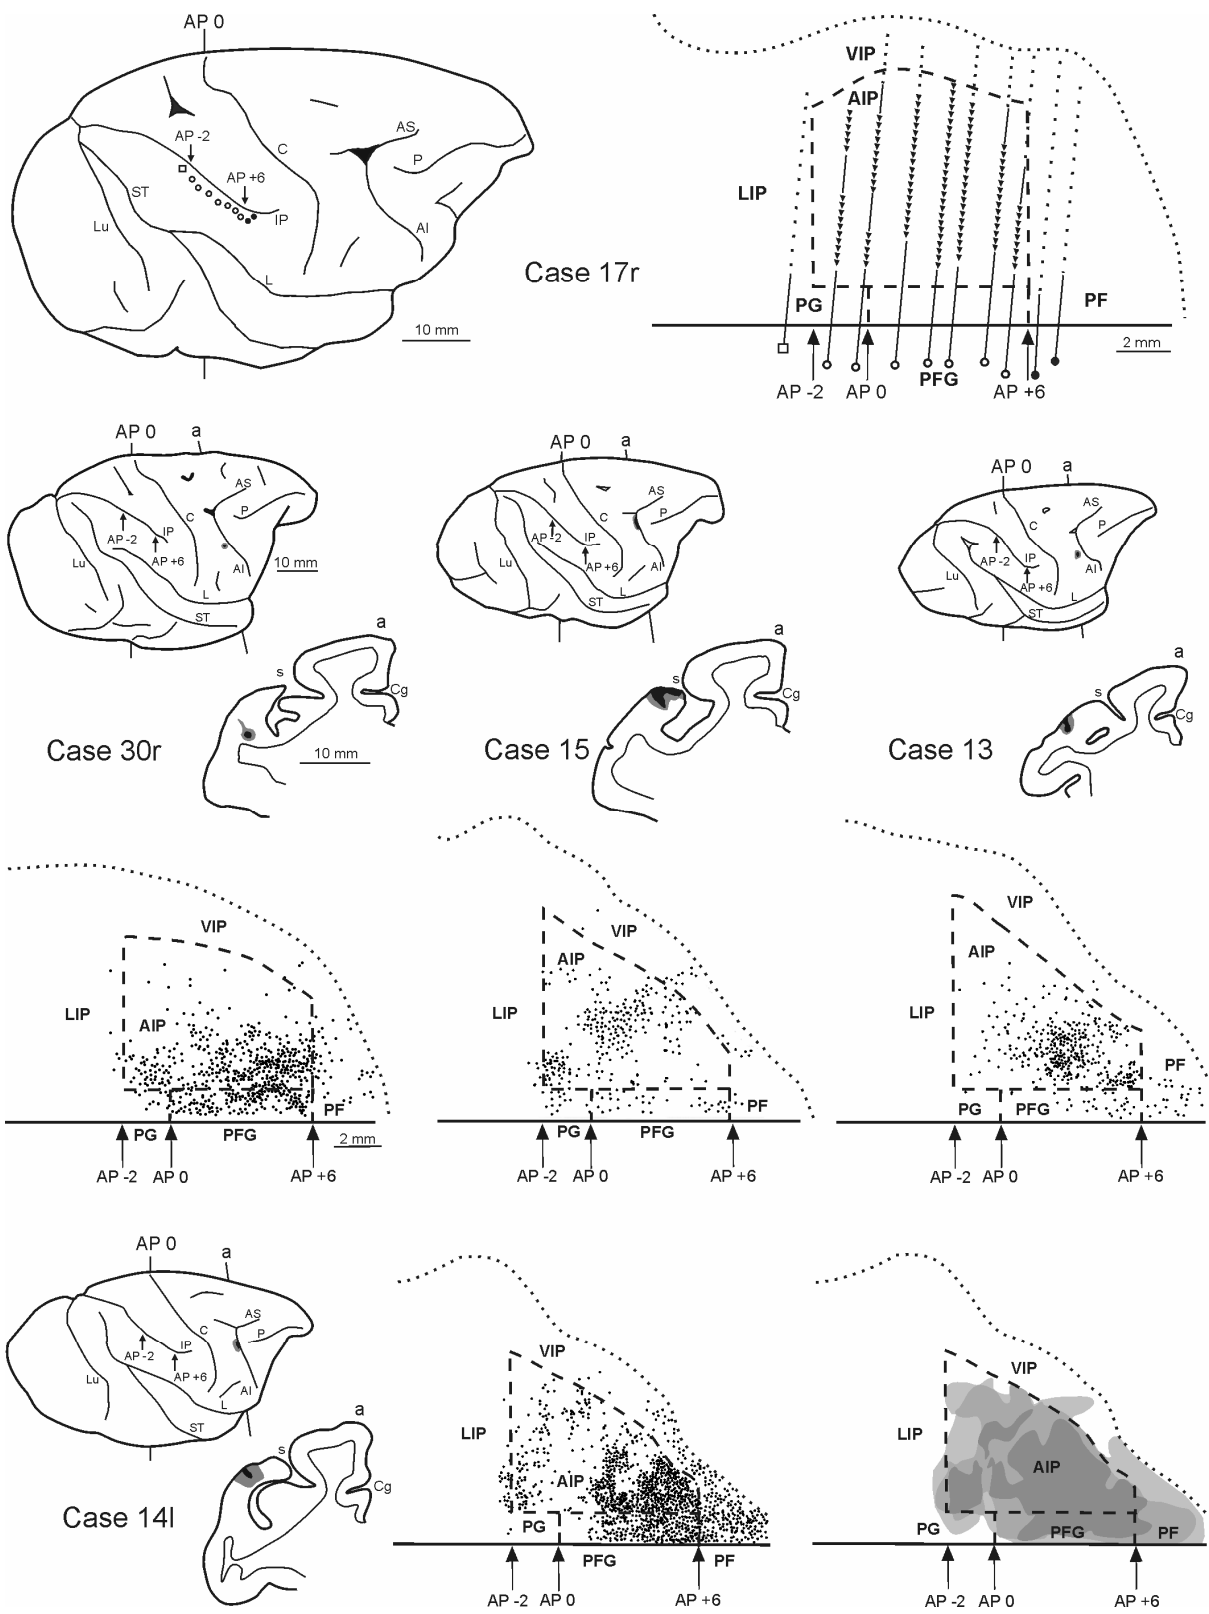 AP 0
AP -2
AP +6
C
AS
P
ST
IP
Lu
AI
L
Case 17r
10 mm
VIP
AIP
LIP
PG
PF
2 mm
PFG
AP -2
AP 0
AP +6
AP 0
a
AS
P
C
IP
AP -2
AP +6
Lu
AI
10 mm
L
ST
a
s
Cg
Case 30r
10 mm
AP 0
a
AS
P
C
AP -2
IP
AP +6
Lu
AI
L
ST
a
s
Cg
Case 15
AP 0
a
AS
P
C
AP -2
IP
AP +6
Lu
AI
L
ST
a
s
Cg
Case 13
VIP
LIP
AIP
PF
PG
PFG
2 mm
AP -2
AP 0
AP +6
VIP
AIP
LIP
PF
PG
PFG
AP -2
AP 0
AP +6
VIP
AIP
LIP
PF
PG
PFG
AP -2
AP 0
AP +6
AP 0
a
AS
P
C
IP
AP -2
AP +6
Lu
AI
L
ST
a
s
Cg
Case 14l
VIP
LIP
AIP
PG
PFG
PF
AP -2
AP 0
AP +6
VIP
LIP
AIP
PG
PFG
PF
AP -2
AP 0
AP +6